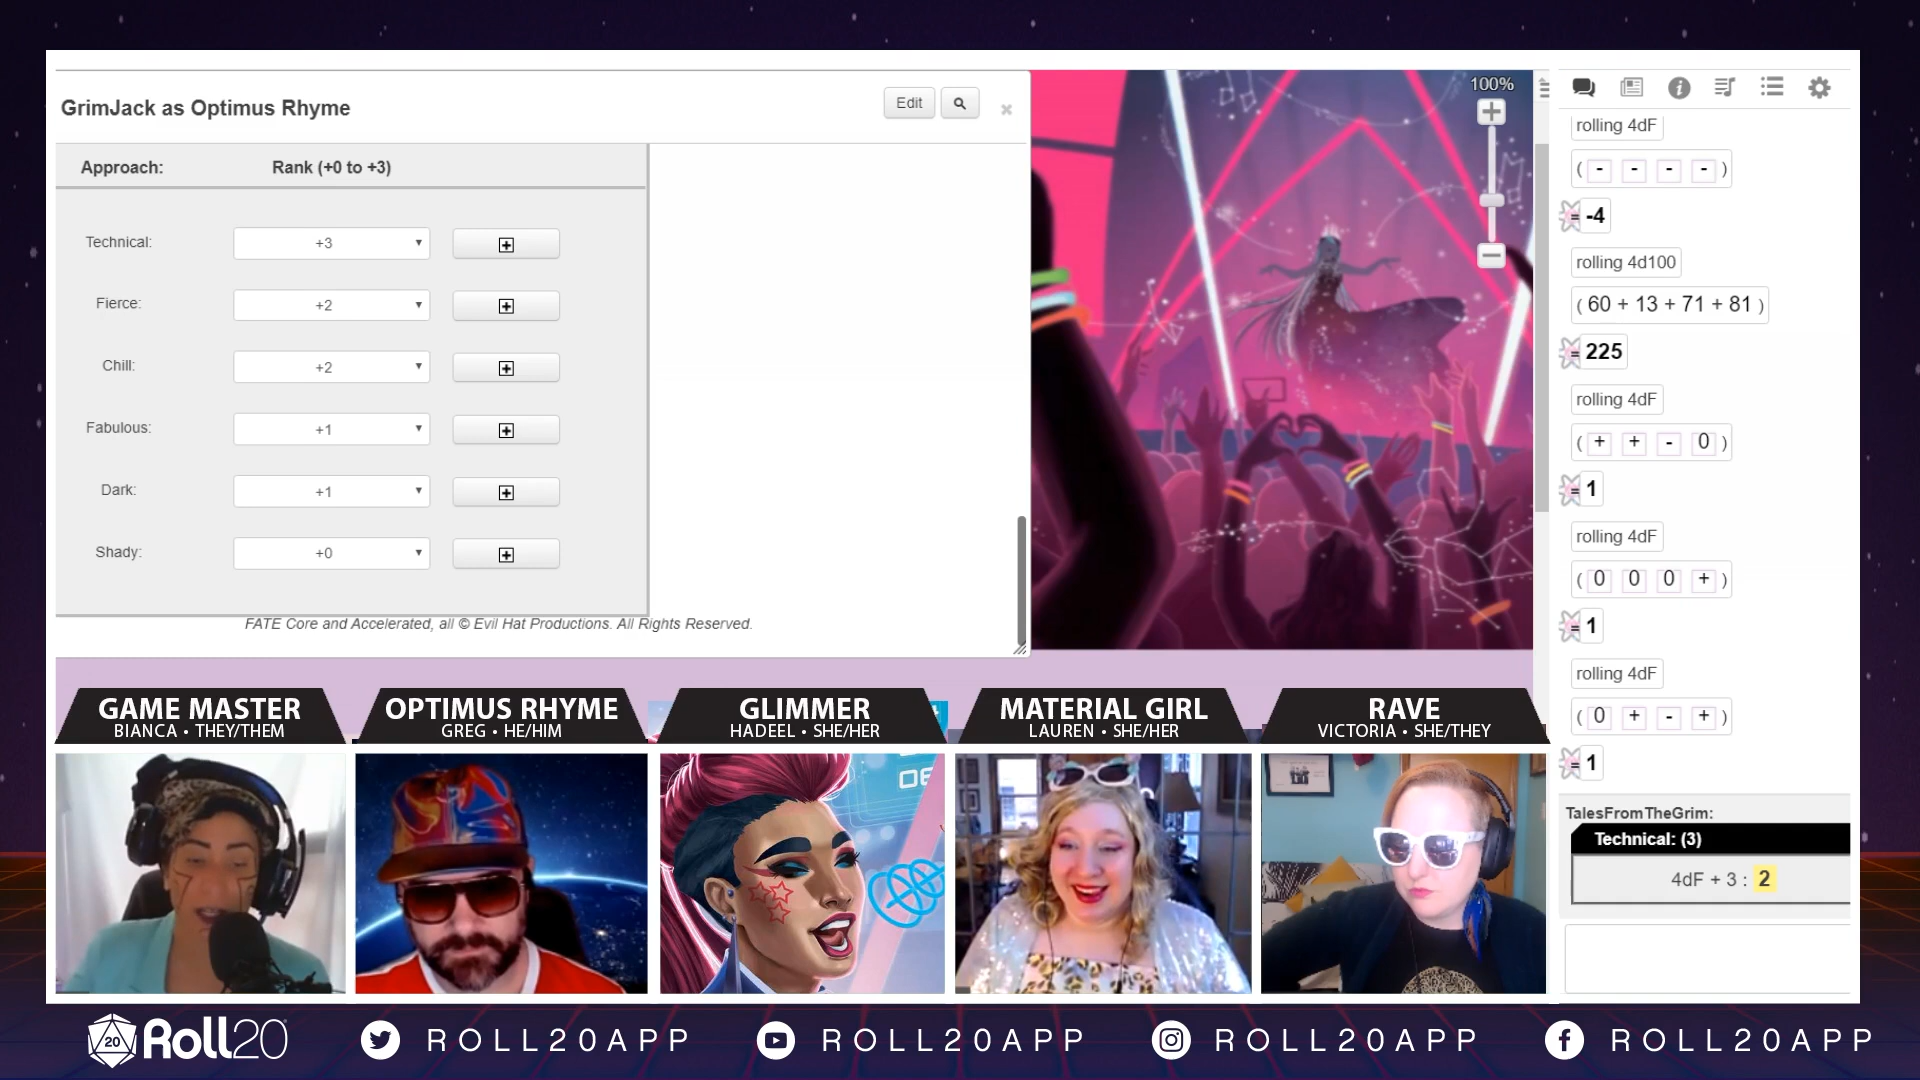 GrimJack as Optimus Rhyme
Edit
Approach: Rank (+0 to +3)
Technical: +3
Fierce: +2
Chill: +2
Fabulous: +1
Dark: +1
Shady: +0
FATE Core and Accelerated, all © Evil Hat Productions. All Rights Reserved.
100%
rolling 4dF
( - - - - )
= -4
rolling 4d100
( 60 + 13 + 71 + 81 )
= 225
rolling 4dF
( + + - 0 )
= 1
rolling 4dF
( 0 0 0 + )
= 1
rolling 4dF
( 0 + - + )
= 1
TalesFromTheGrim:
Technical: (3)
4dF + 3 : 2
GAME MASTER
BIANCA • THEY/THEM
OPTIMUS RHYME
GREG • HE/HIM
GLIMMER
HADEEL • SHE/HER
MATERIAL GIRL
LAUREN • SHE/HER
RAVE
VICTORIA • SHE/THEY
20 Roll20
ROLL20APP
ROLL20APP
ROLL20APP
ROLL20APP